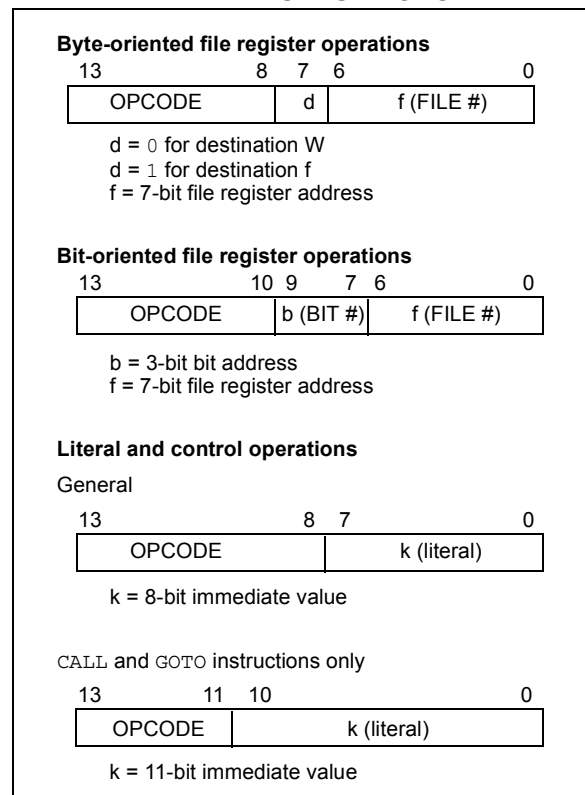 Byte-oriented file register operations
13 8 7 6 0
OPCODE d f (FILE #)
d = 0 for destination W
d = 1 for destination f
f = 7-bit file register address
Bit-oriented file register operations
13 10 9 7 6 0
OPCODE b (BIT #) f (FILE #)
b = 3-bit bit address
f = 7-bit file register address
Literal and control operations
General
13 8 7 0
OPCODE k (literal)
k = 8-bit immediate value
CALL and GOTO instructions only
13 11 10 0
OPCODE k (literal)
k = 11-bit immediate value